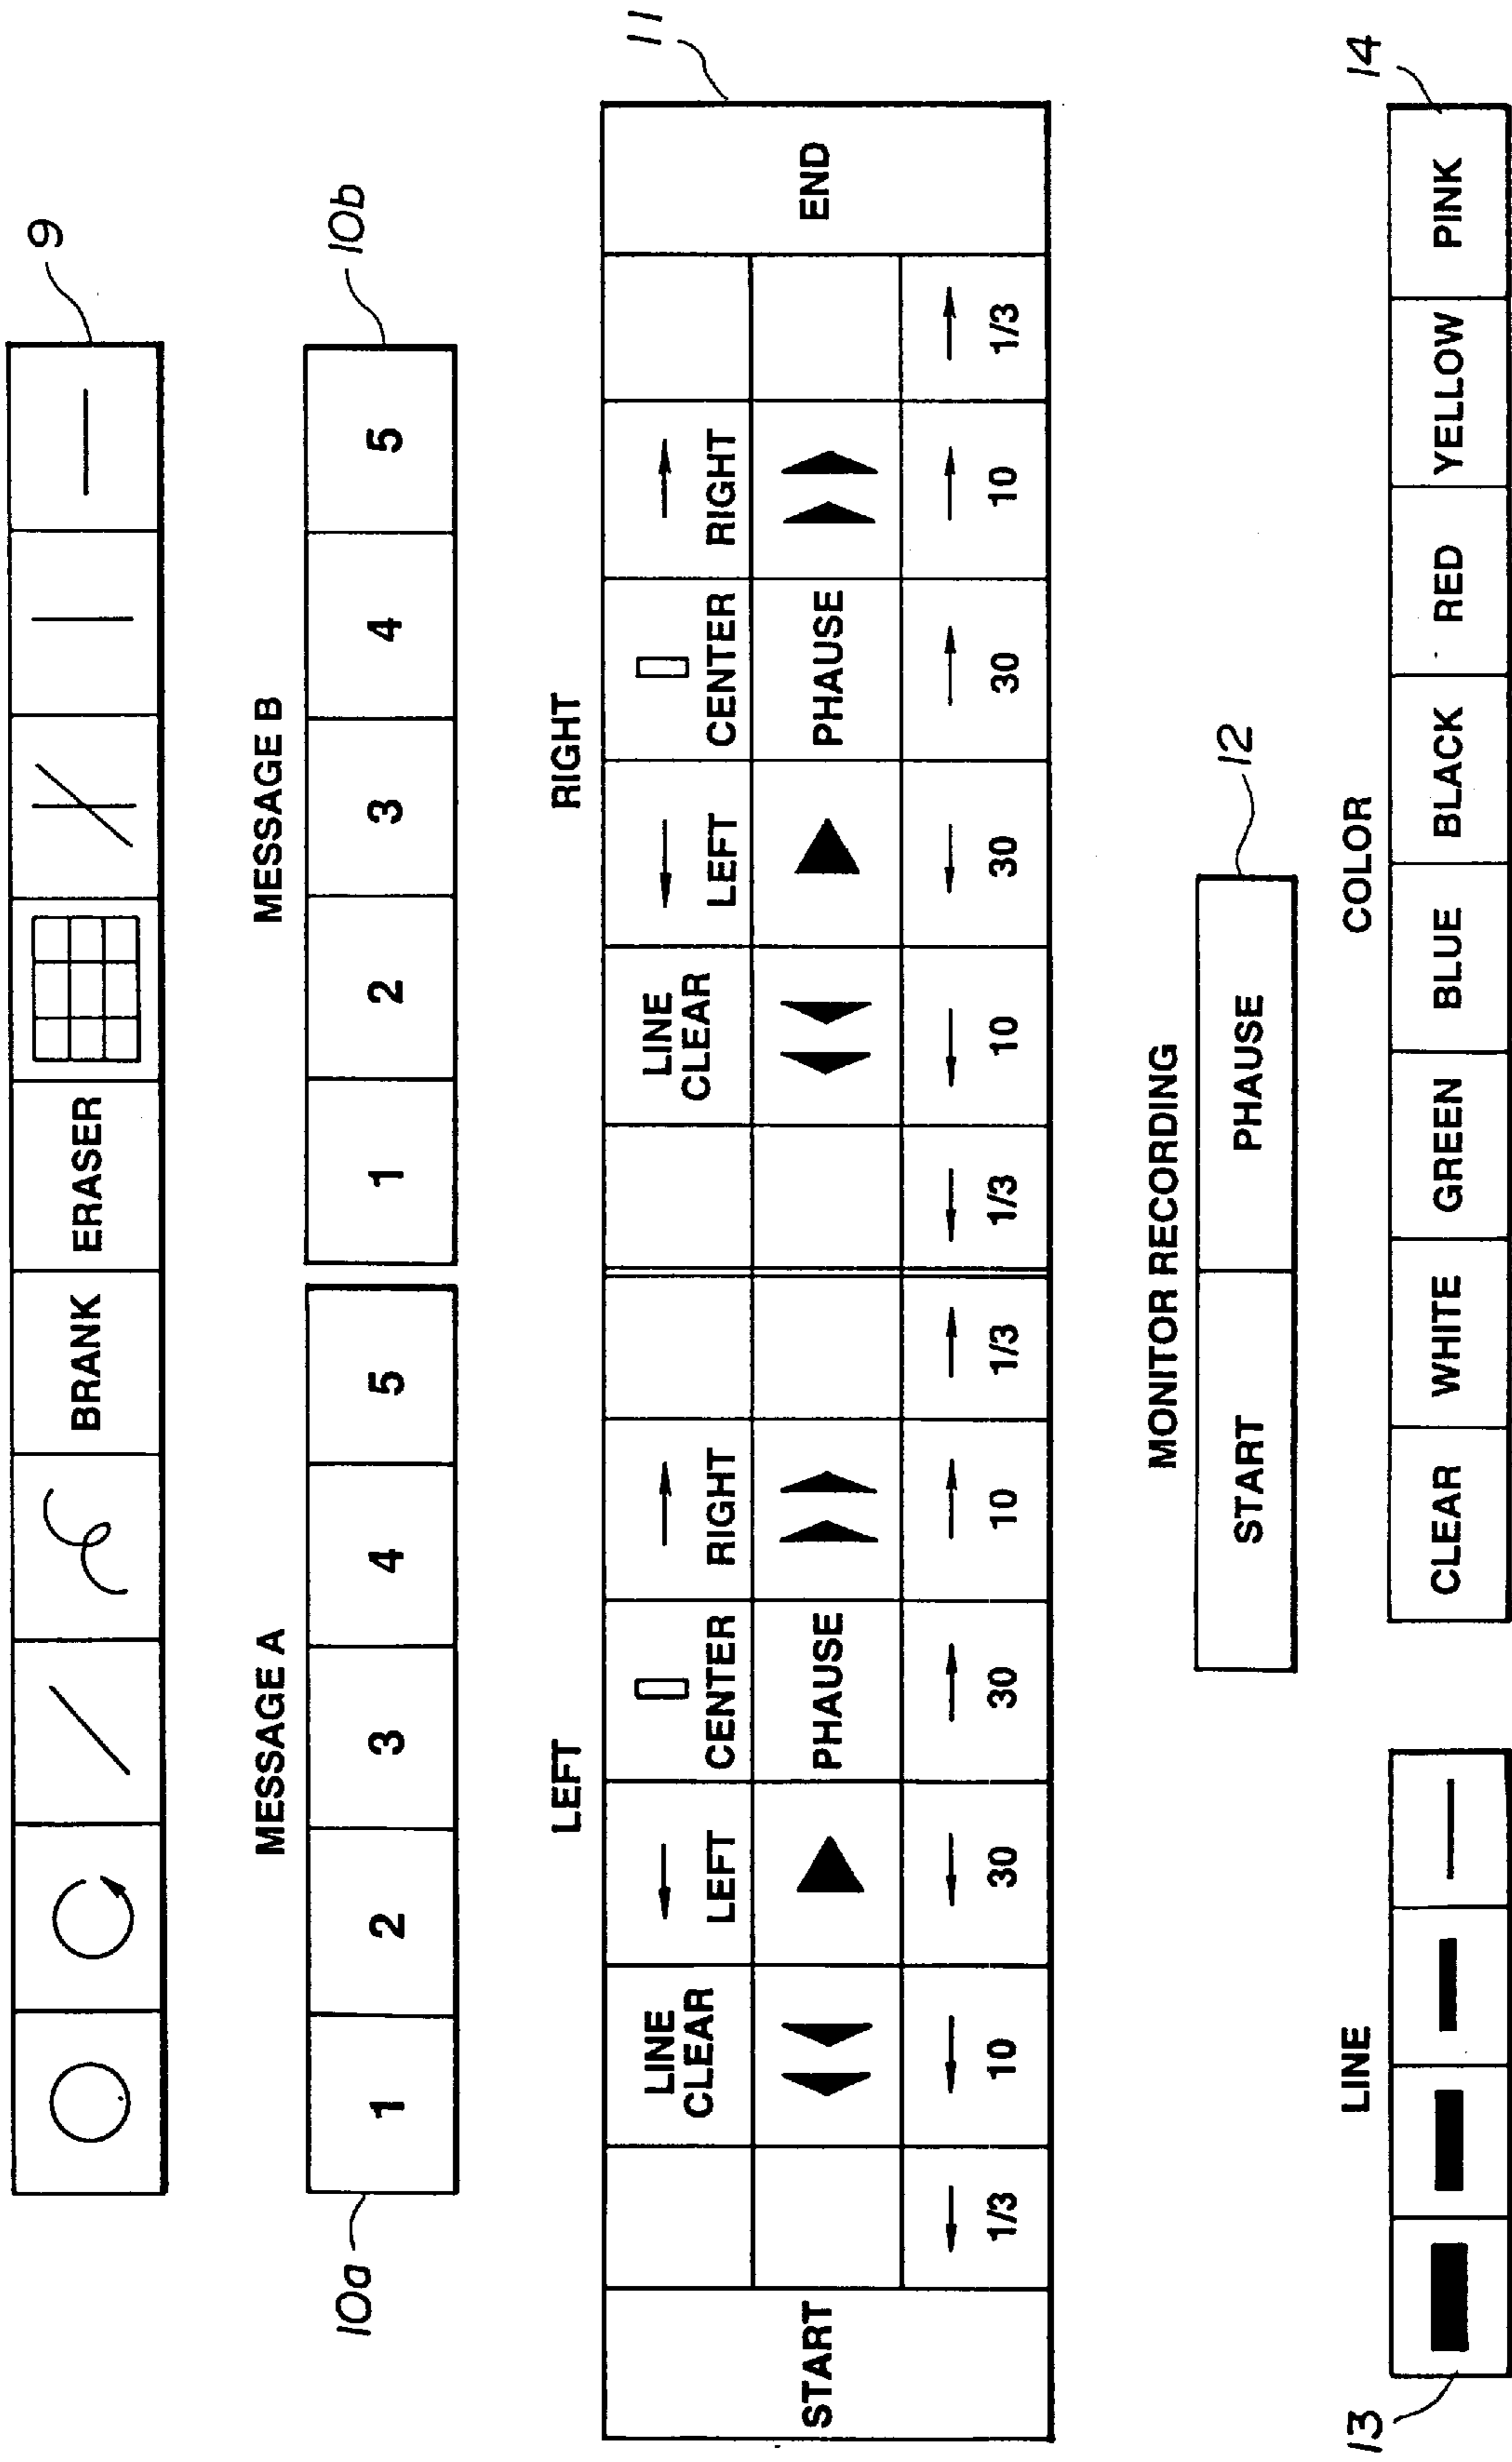 9
BRANK ERASER
MESSAGE A MESSAGE B
10a 10b
1 2 3 4 5 1 2 3 4 5
LEFT RIGHT
11
START END
LINE CLEAR LEFT CENTER RIGHT LINE CLEAR LEFT CENTER RIGHT
PHAUSE PHAUSE
1/3 10 30 30 10 1/3 1/3 10 30 30 10 1/3
MONITOR RECORDING
12
START PHAUSE
LINE COLOR
13 14
CLEAR WHITE GREEN BLUE BLACK RED YELLOW PINK